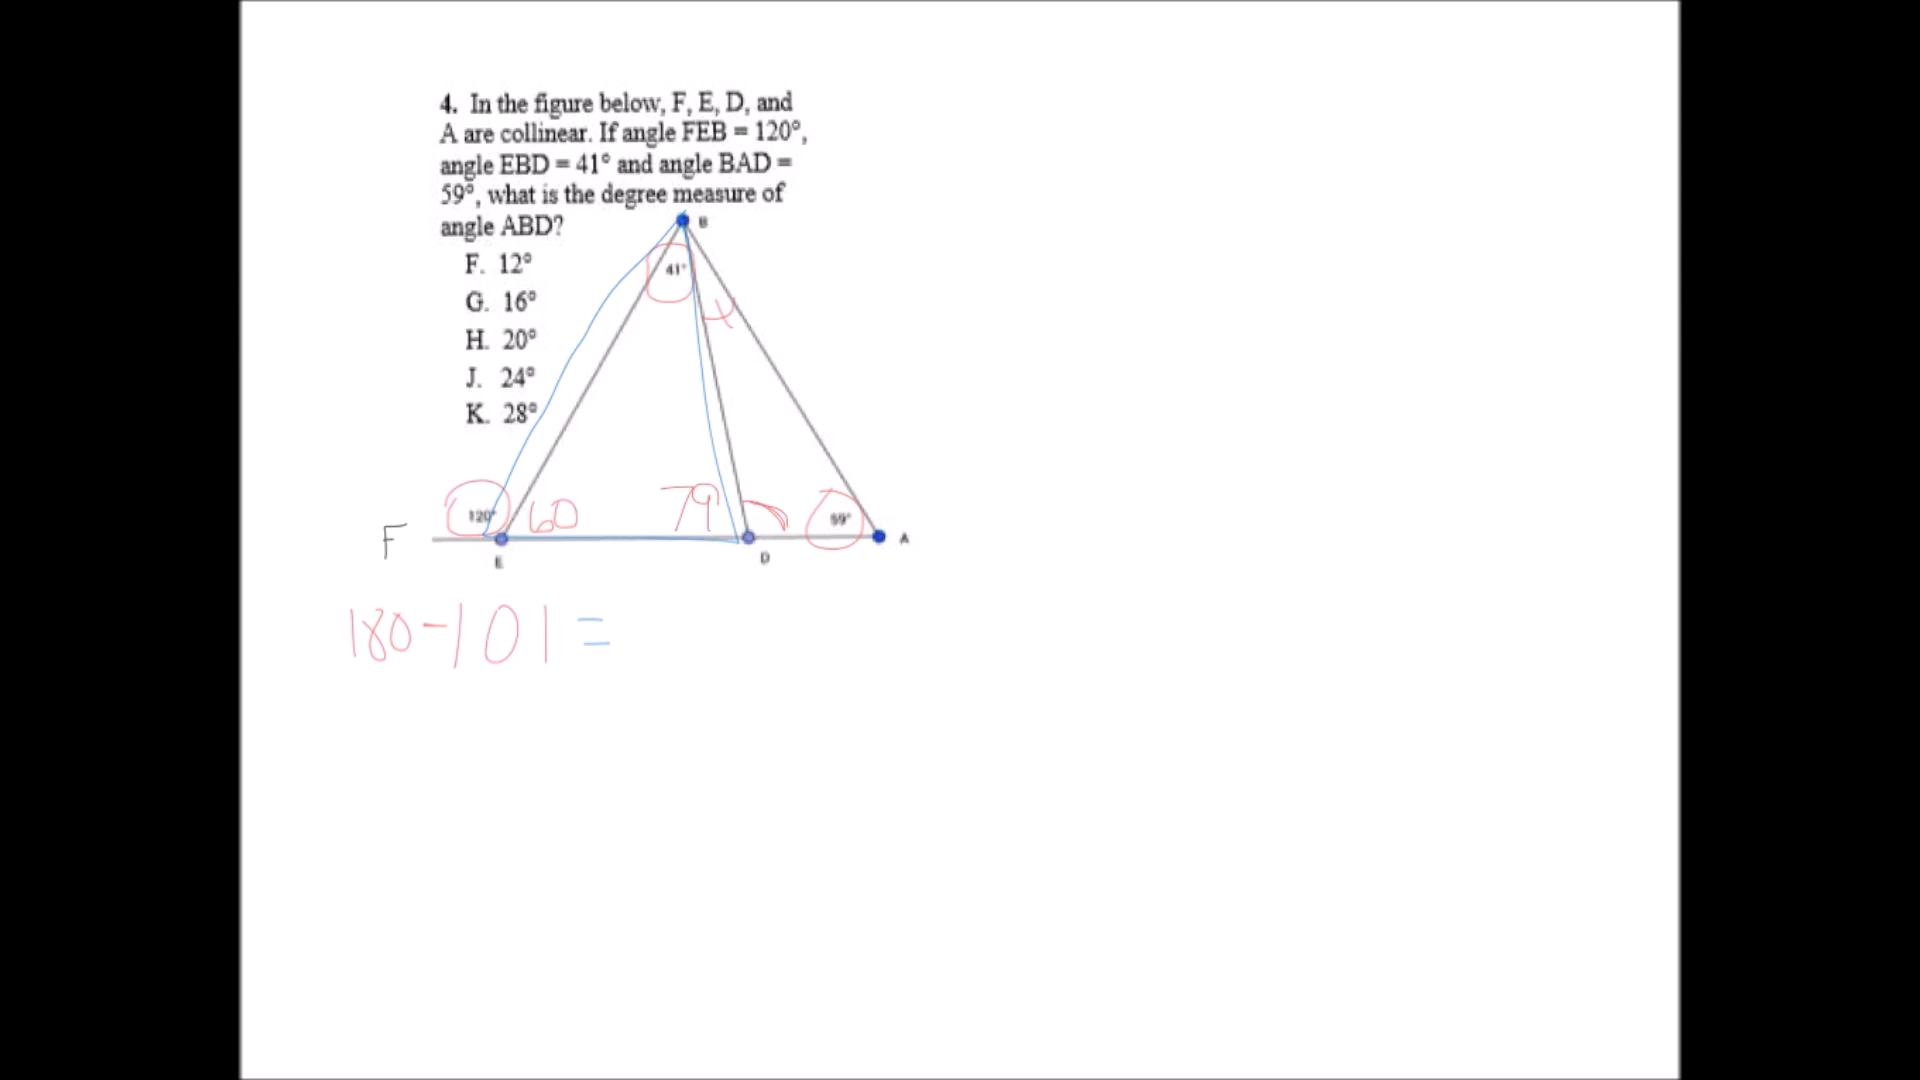 4. In the figure below, F, E, D, and
A are collinear. If angle FEB = 120°,
angle EBD = 41° and angle BAD =
59°, what is the degree measure of
angle ABD?
B
F. 12°
41°
G. 16°
x
H. 20°
J. 24°
K. 28°
120° 60 79 59°
F
E D A
180-101=